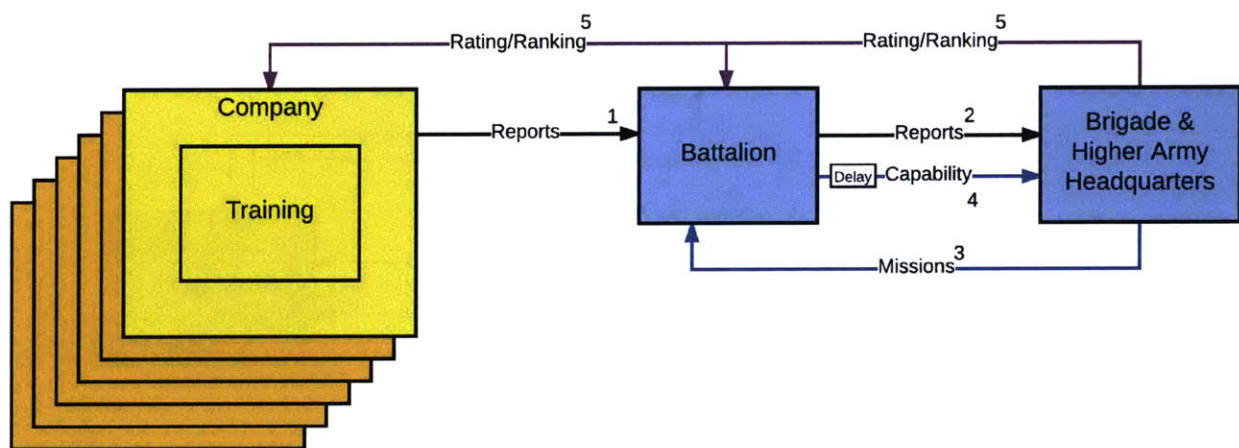 5
5
Rating/Ranking
Rating/Ranking
Company
1
2
Reports
Reports
Training
Battalion
Brigade &
Higher Army
Headquarters
Delay
Capability
4
Missions
3